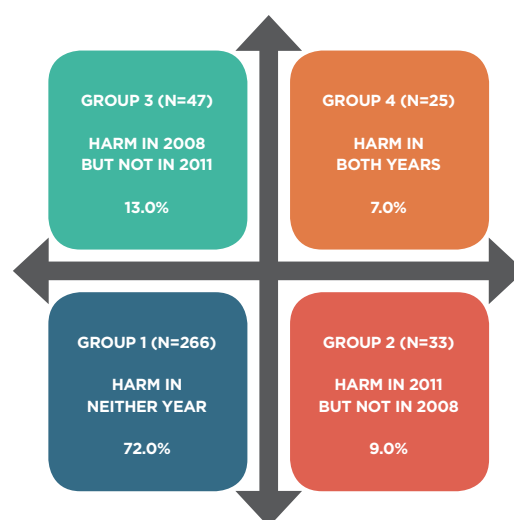 GROUP 3 (N=47)
HARM IN 2008
BUT NOT IN 2011
13.0%
GROUP 4 (N=25)
HARM IN
BOTH YEARS
7.0%
GROUP 1 (N=266)
HARM IN
NEITHER YEAR
72.0%
GROUP 2 (N=33)
HARM IN 2011
BUT NOT IN 2008
9.0%